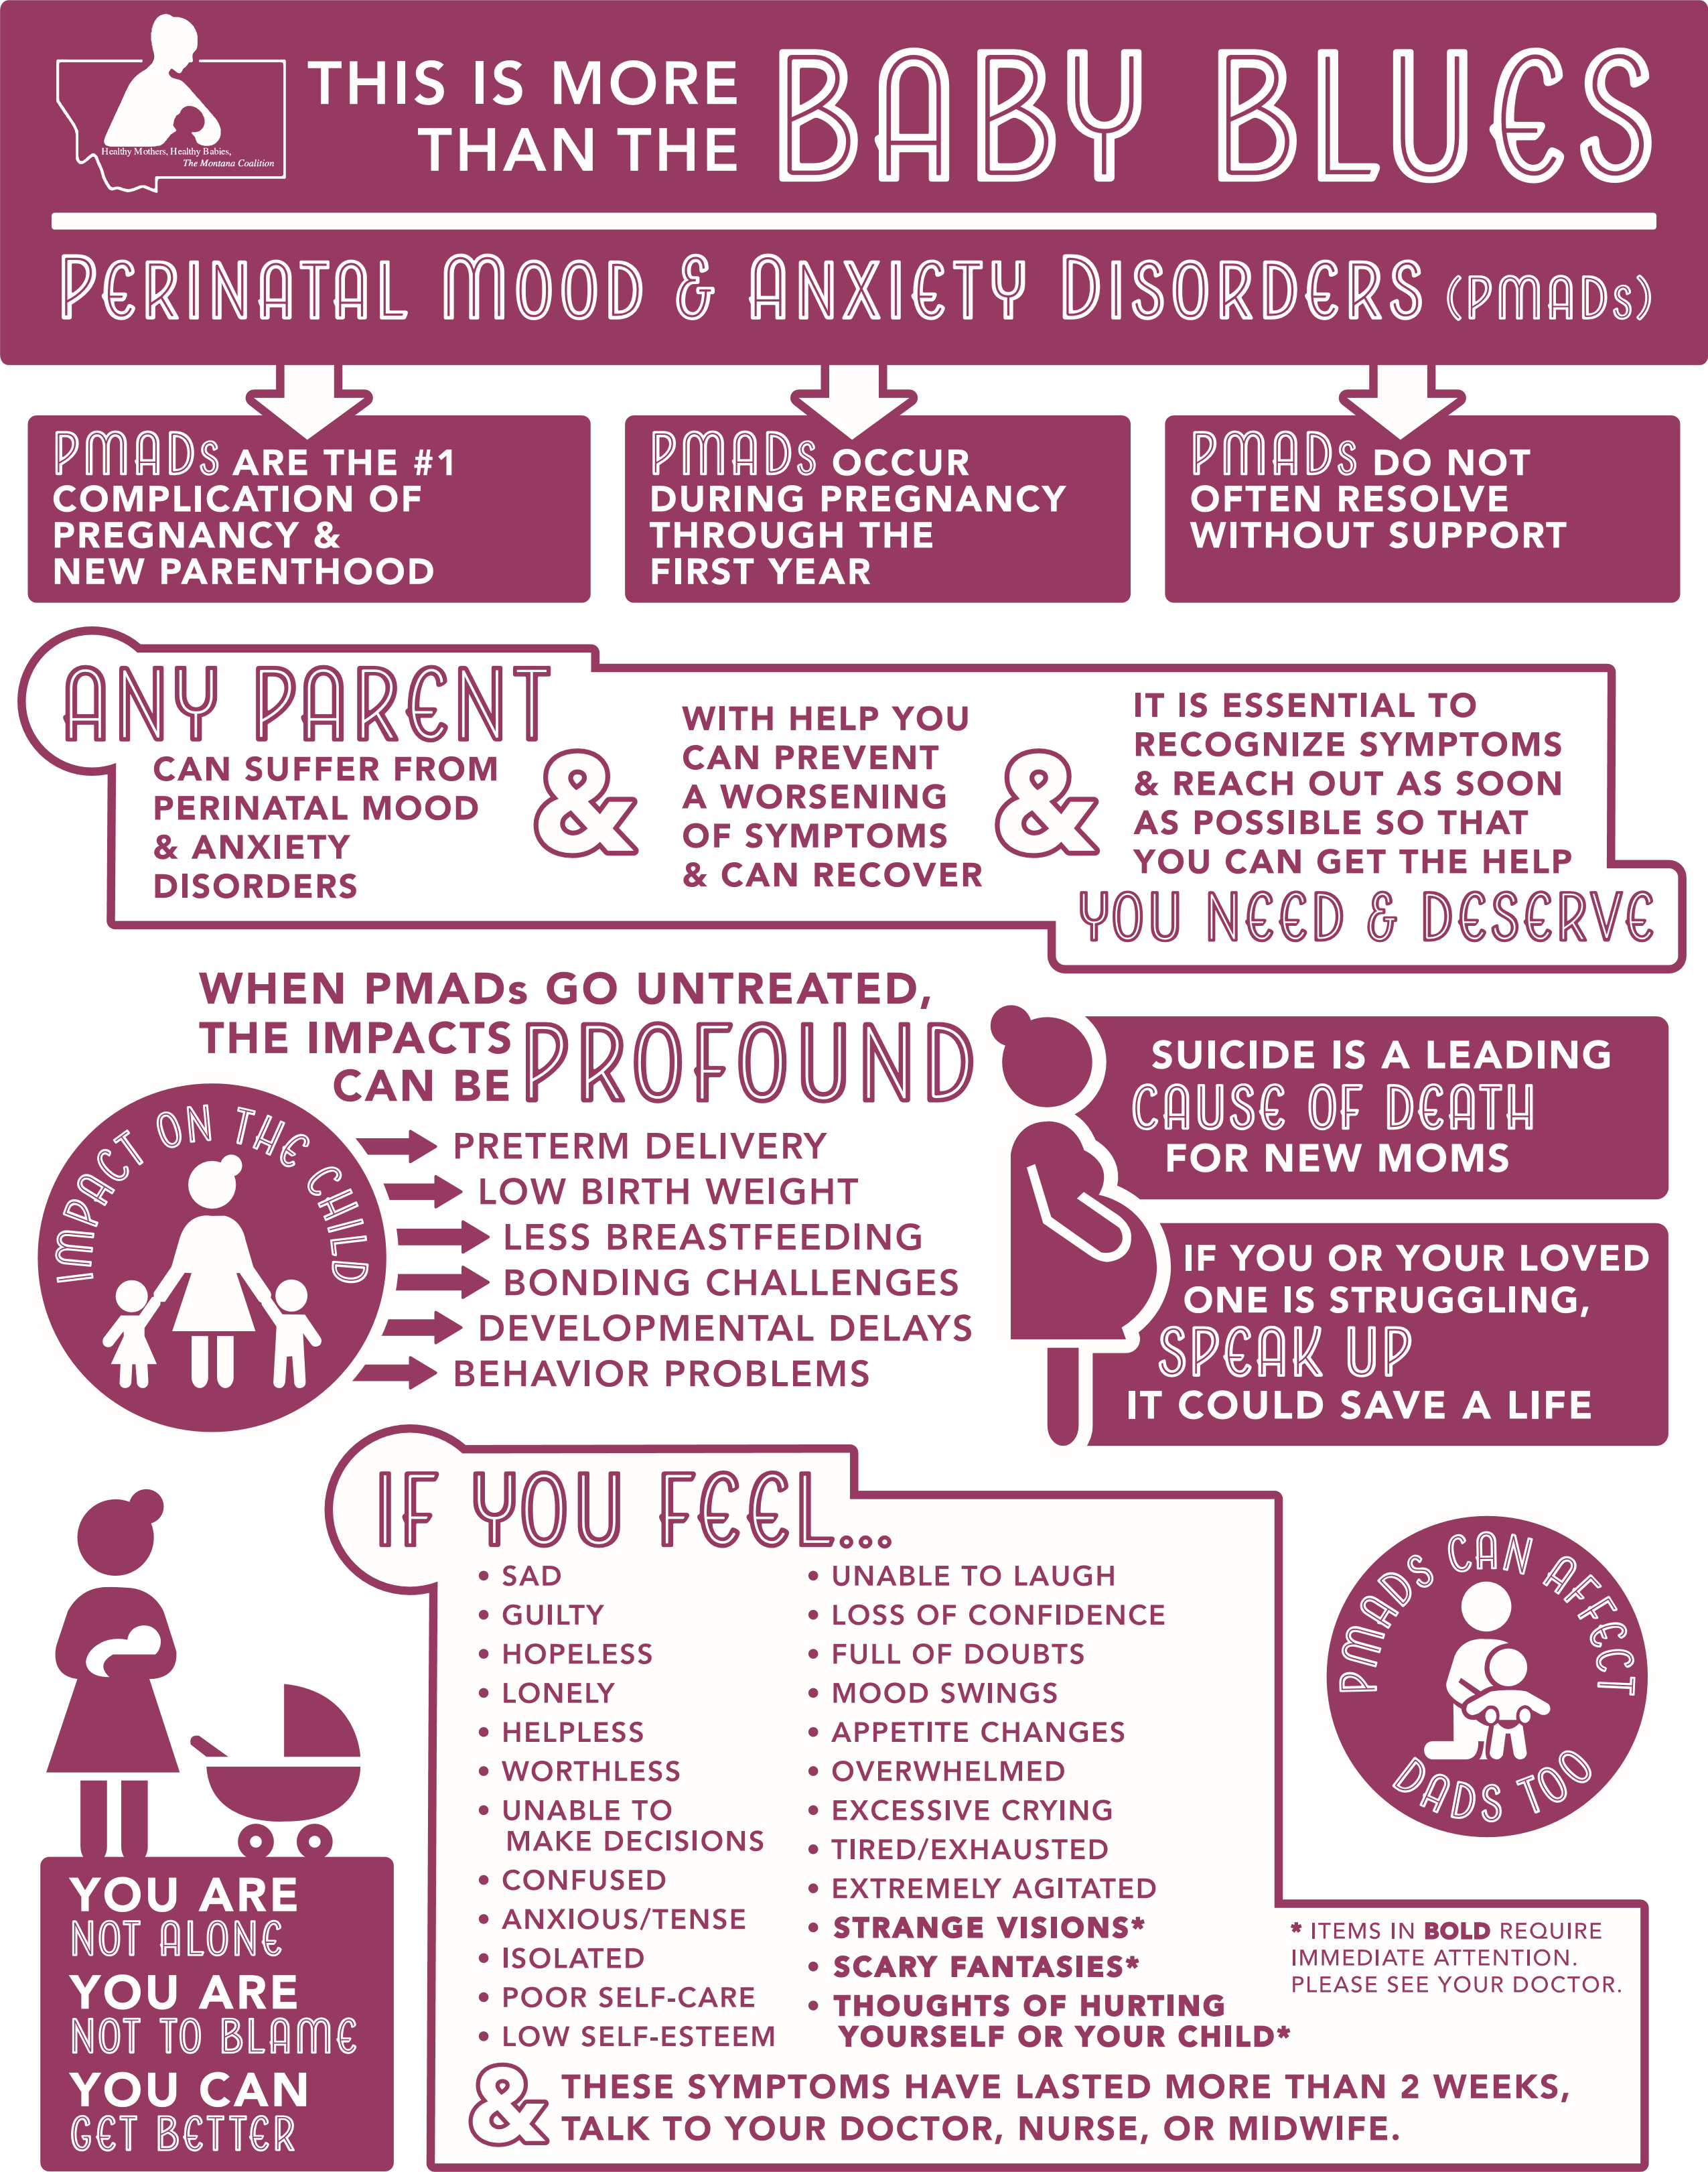 Healthy Mothers, Healthy Babies,
The Montana Coalition
THIS IS MORE
THAN THE
BABY BLUES
PERINATAL MOOD & ANXIETY DISORDERS (PMADs)
PMADs ARE THE #1
COMPLICATION OF
PREGNANCY &
NEW PARENTHOOD
PMADs OCCUR
DURING PREGNANCY
THROUGH THE
FIRST YEAR
PMADs DO NOT
OFTEN RESOLVE
WITHOUT SUPPORT
ANY PARENT
CAN SUFFER FROM
PERINATAL MOOD
& ANXIETY
DISORDERS
&
WITH HELP YOU
CAN PREVENT
A WORSENING
OF SYMPTOMS
& CAN RECOVER
&
IT IS ESSENTIAL TO
RECOGNIZE SYMPTOMS
& REACH OUT AS SOON
AS POSSIBLE SO THAT
YOU CAN GET THE HELP
YOU NEED & DESERVE
WHEN PMADs GO UNTREATED,
THE IMPACTS
CAN BE
PROFOUND
IMPACT ON THE CHILD
PRETERM DELIVERY
LOW BIRTH WEIGHT
LESS BREASTFEEDING
BONDING CHALLENGES
DEVELOPMENTAL DELAYS
BEHAVIOR PROBLEMS
SUICIDE IS A LEADING
CAUSE OF DEATH
FOR NEW MOMS
IF YOU OR YOUR LOVED
ONE IS STRUGGLING,
SPEAK UP
IT COULD SAVE A LIFE
IF YOU FEEL...
• SAD
• GUILTY
• HOPELESS
• LONELY
• HELPLESS
• WORTHLESS
• UNABLE TO
MAKE DECISIONS
• CONFUSED
• ANXIOUS/TENSE
• ISOLATED
• POOR SELF-CARE
• LOW SELF-ESTEEM
• UNABLE TO LAUGH
• LOSS OF CONFIDENCE
• FULL OF DOUBTS
• MOOD SWINGS
• APPETITE CHANGES
• OVERWHELMED
• EXCESSIVE CRYING
• TIRED/EXHAUSTED
• EXTREMELY AGITATED
• STRANGE VISIONS*
• SCARY FANTASIES*
• THOUGHTS OF HURTING
YOURSELF OR YOUR CHILD*
* ITEMS IN BOLD REQUIRE
IMMEDIATE ATTENTION.
PLEASE SEE YOUR DOCTOR.
& THESE SYMPTOMS HAVE LASTED MORE THAN 2 WEEKS,
TALK TO YOUR DOCTOR, NURSE, OR MIDWIFE.
PMADS CAN AFFECT
DADS TOO
YOU ARE
NOT ALONE
YOU ARE
NOT TO BLAME
YOU CAN
GET BETTER